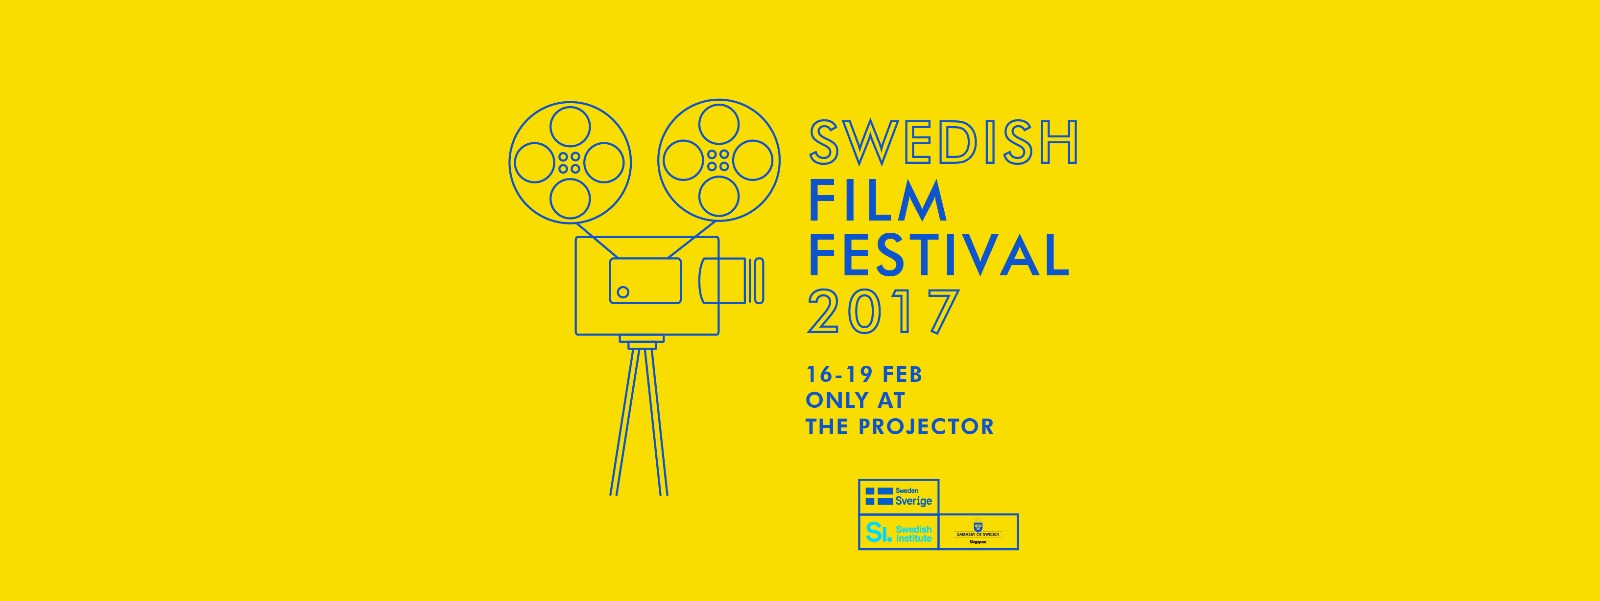 SWEDISH
FILM
FESTIVAL
2017
16-19 FEB
ONLY AT
THE PROJECTOR
Sweden
Sverige
Si.
Swedish
Institute
EMBASSY OF SWEDEN
Singapore